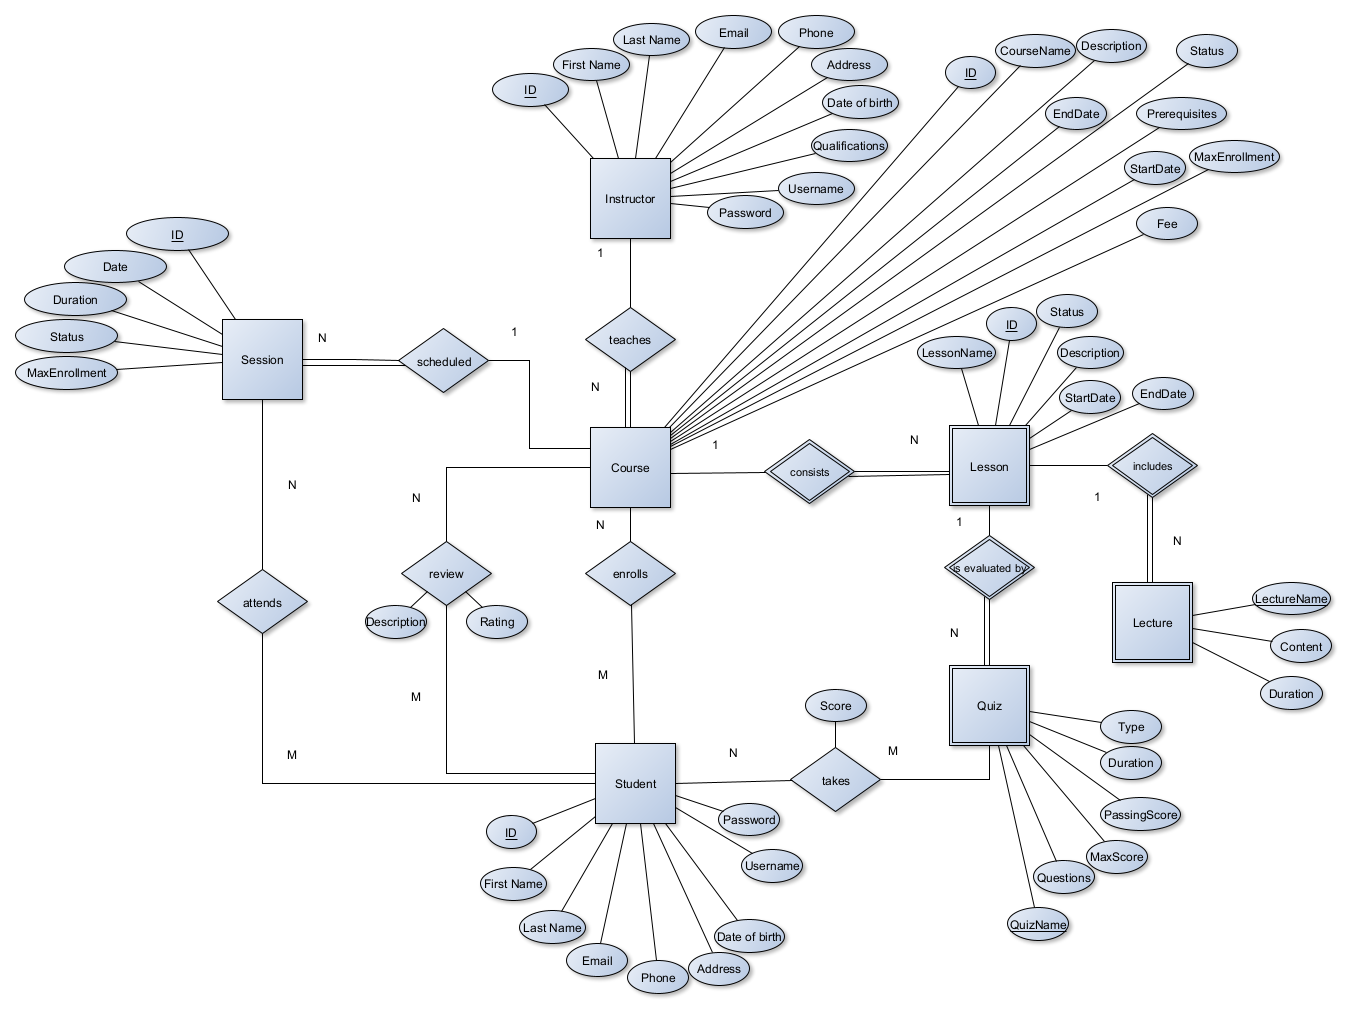 Last Name
Email
Phone
First Name
Address
ID
Date of birth
Qualifications
Username
Password
Instructor
ID
CourseName
Description
Status
EndDate
Prerequisites
StartDate
MaxEnrollment
Fee
ID
Date
Duration
Status
MaxEnrollment
Session
N
scheduled
1
1
teaches
N
Course
1
consists
N
LessonName
ID
Status
Description
StartDate
EndDate
Lesson
includes
1
N
Lecture
LectureName
Content
Duration
1
is evaluated by
N
Quiz
Type
Duration
PassingScore
MaxScore
Questions
QuizName
N
attends
M
N
review
Description
Rating
M
N
enrolls
M
Student
N
Score
takes
M
ID
First Name
Last Name
Email
Phone
Address
Date of birth
Username
Password